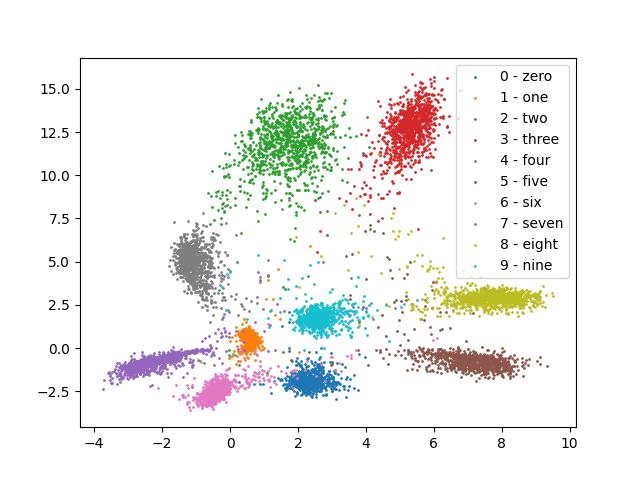 15.0
12.5
10.0
7.5
5.0
2.5
0.0
−2.5
−4 −2 0 2 4 6 8 10
0 - zero
1 - one
2 - two
3 - three
4 - four
5 - five
6 - six
7 - seven
8 - eight
9 - nine